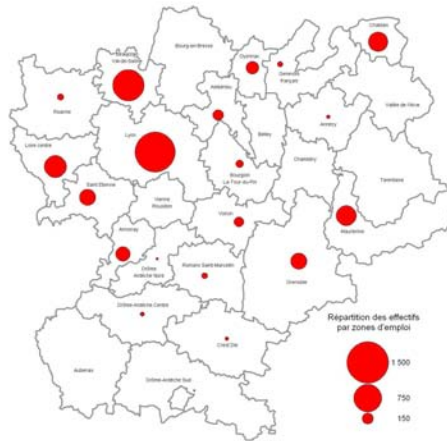 Bourg-en-Bresse
Chablais
Oyonnax
Genevois
français
Val de Saône
Roanne
Ambérieu
Vallée de l'Arve
Annecy
Lyon
Belley
Loire centre
Bourgoin
La Tour-du-Pin
Chambéry
Tarentaise
Saint Etienne
Vienne
Roussillon
Voiron
Maurienne
Annonay
Drôme
Ardèche Nord
Romans Saint-Marcellin
Grenoble
Drôme-Ardèche Centre
Crest Die
Aubenas
Drôme-Ardèche Sud
Répartition des effectifs
par zones d'emploi
1 500
750
150